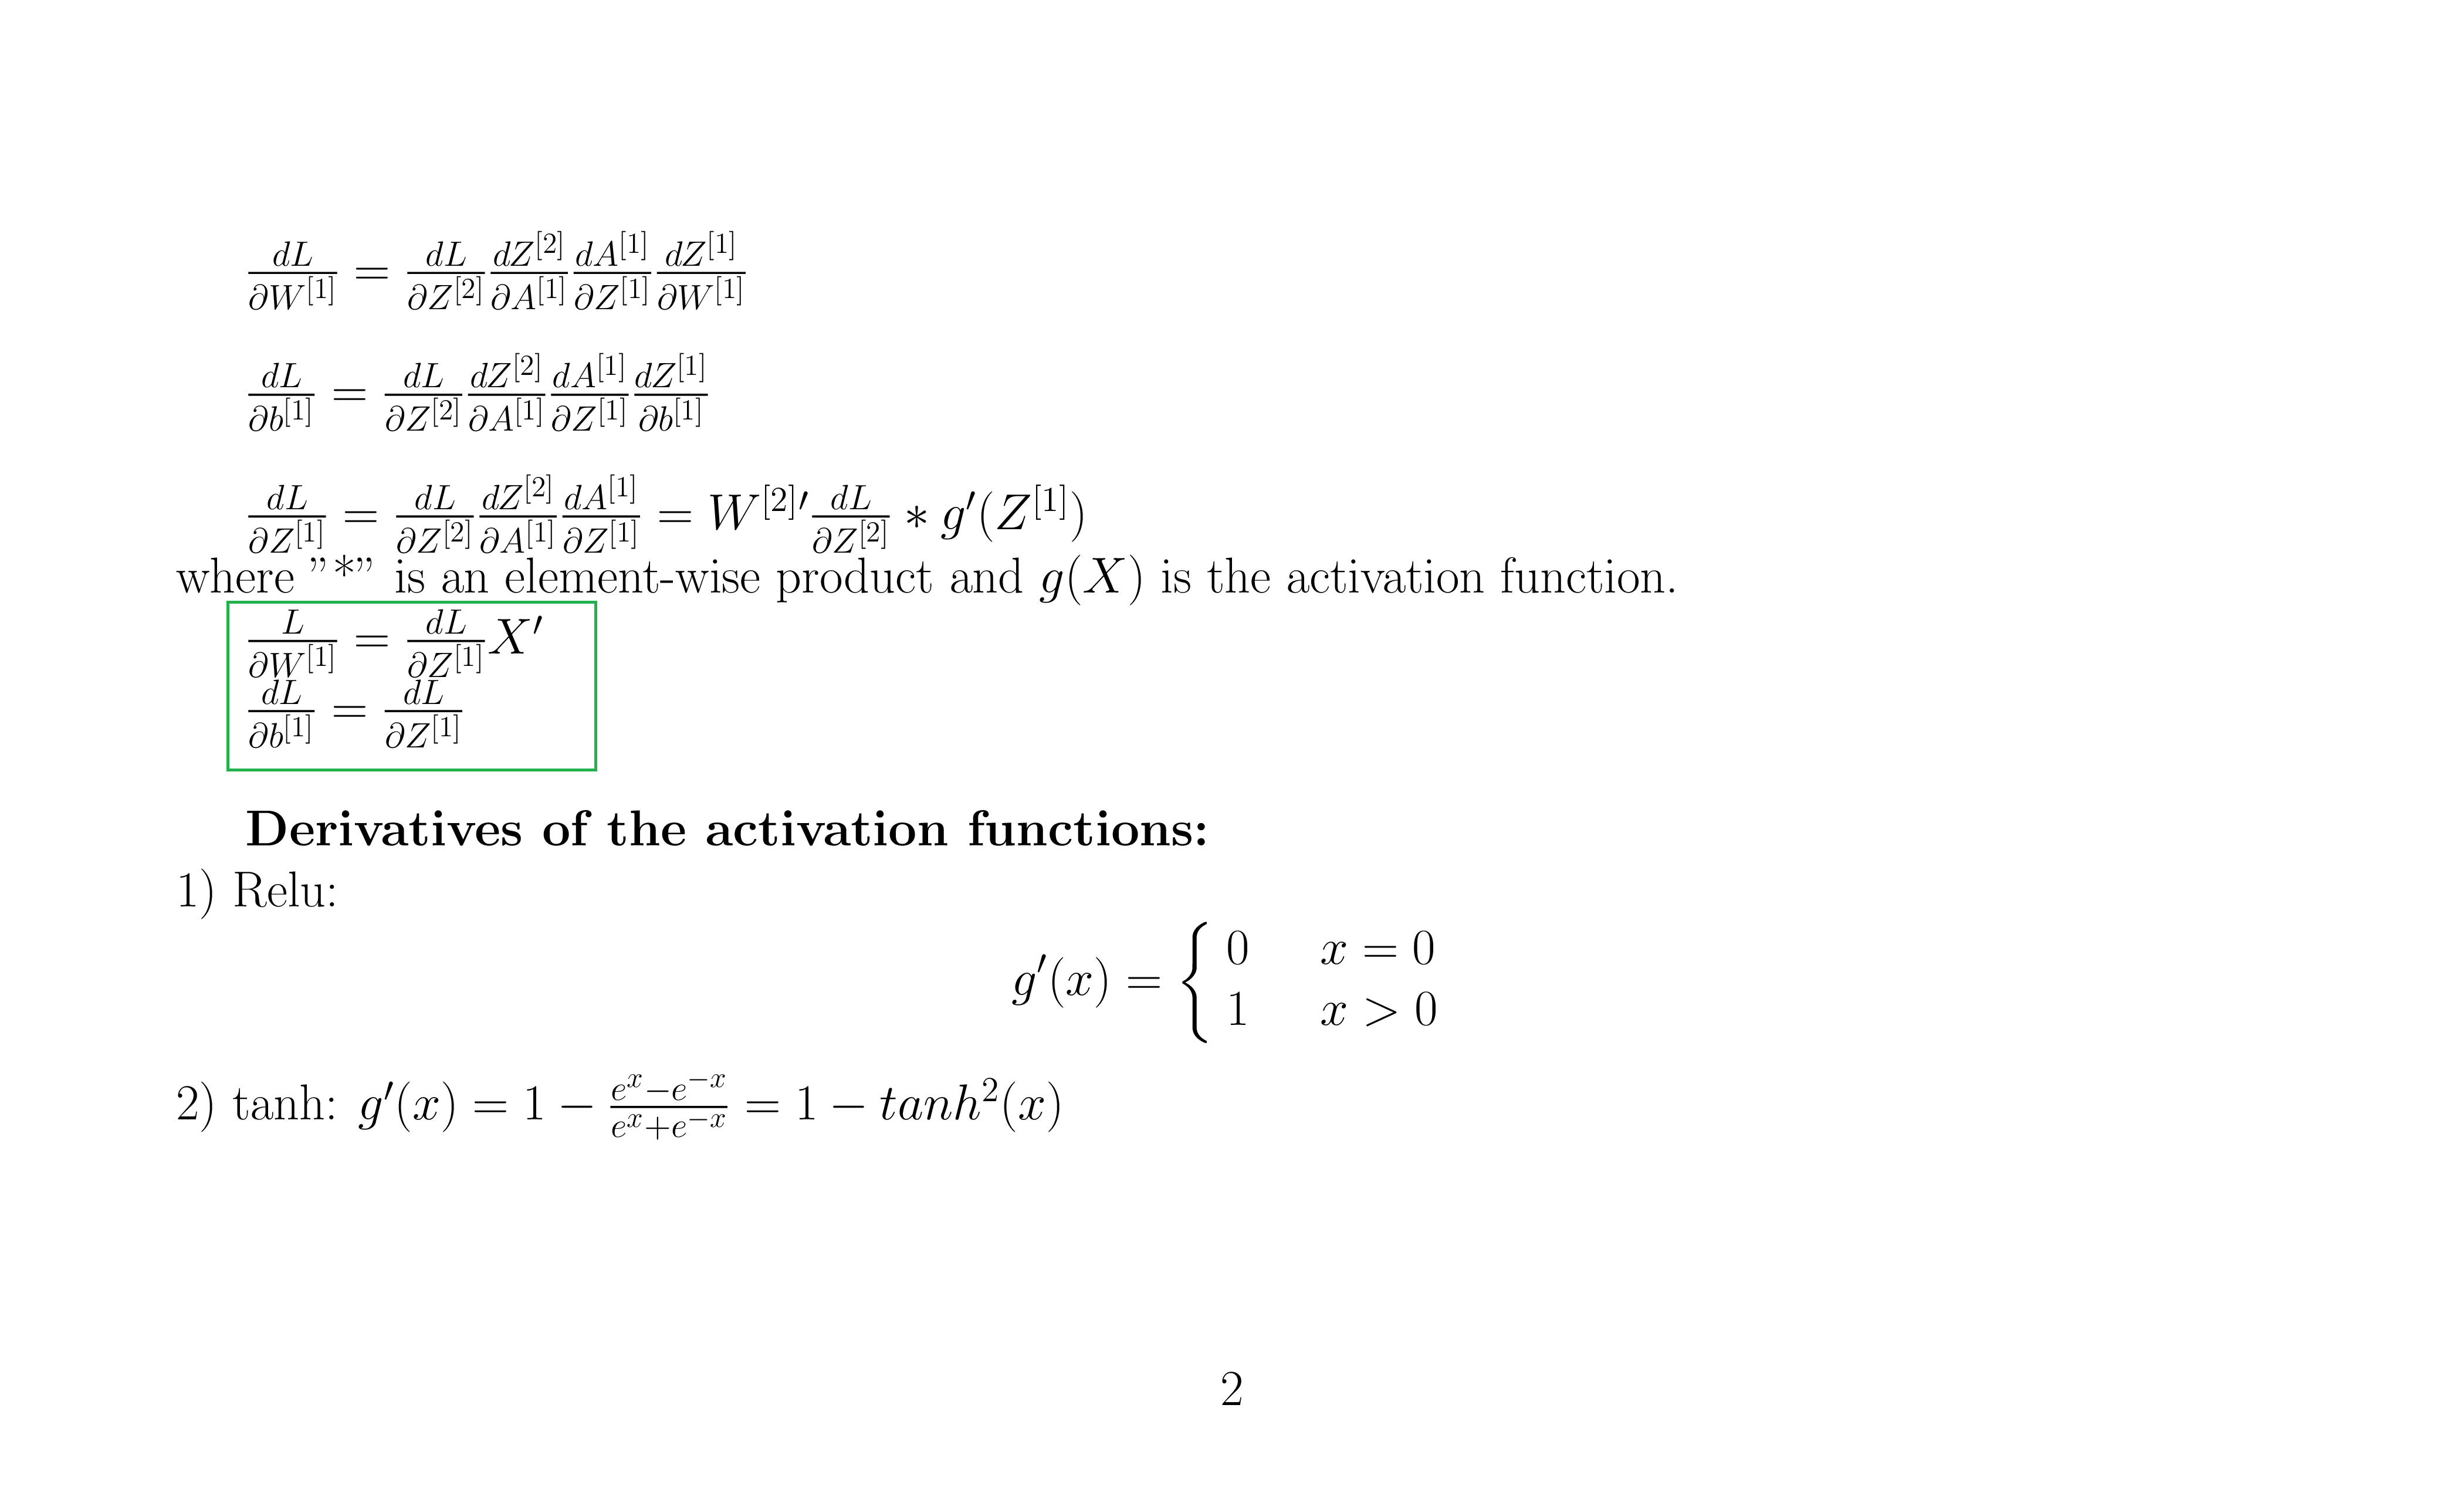 $\frac{dL}{\partial W^{[1]}} = \frac{dL}{\partial Z^{[2]}} \frac{dZ^{[2]}}{\partial A^{[1]}} \frac{dA^{[1]}}{\partial Z^{[1]}} \frac{dZ^{[1]}}{\partial W^{[1]}}$
$\frac{dL}{\partial b^{[1]}} = \frac{dL}{\partial Z^{[2]}} \frac{dZ^{[2]}}{\partial A^{[1]}} \frac{dA^{[1]}}{\partial Z^{[1]}} \frac{dZ^{[1]}}{\partial b^{[1]}}$
$\frac{dL}{\partial Z^{[1]}} = \frac{dL}{\partial Z^{[2]}} \frac{dZ^{[2]}}{\partial A^{[1]}} \frac{dA^{[1]}}{\partial Z^{[1]}} = W^{[2]\prime} \frac{dL}{\partial Z^{[2]}} * g'(Z^{[1]})$
where ”*” is an element-wise product and $g(X)$ is the activation function.
$\frac{L}{\partial W^{[1]}} = \frac{dL}{\partial Z^{[1]}} X'$
$\frac{dL}{\partial b^{[1]}} = \frac{dL}{\partial Z^{[1]}}$
Derivatives of the activation functions:
1) Relu:
$g'(x) = \begin{cases} 0 & x = 0 \\ 1 & x > 0 \end{cases}$
2) tanh: $g'(x) = 1 - \frac{e^x - e^{-x}}{e^x + e^{-x}} = 1 - tanh^2(x)$
2